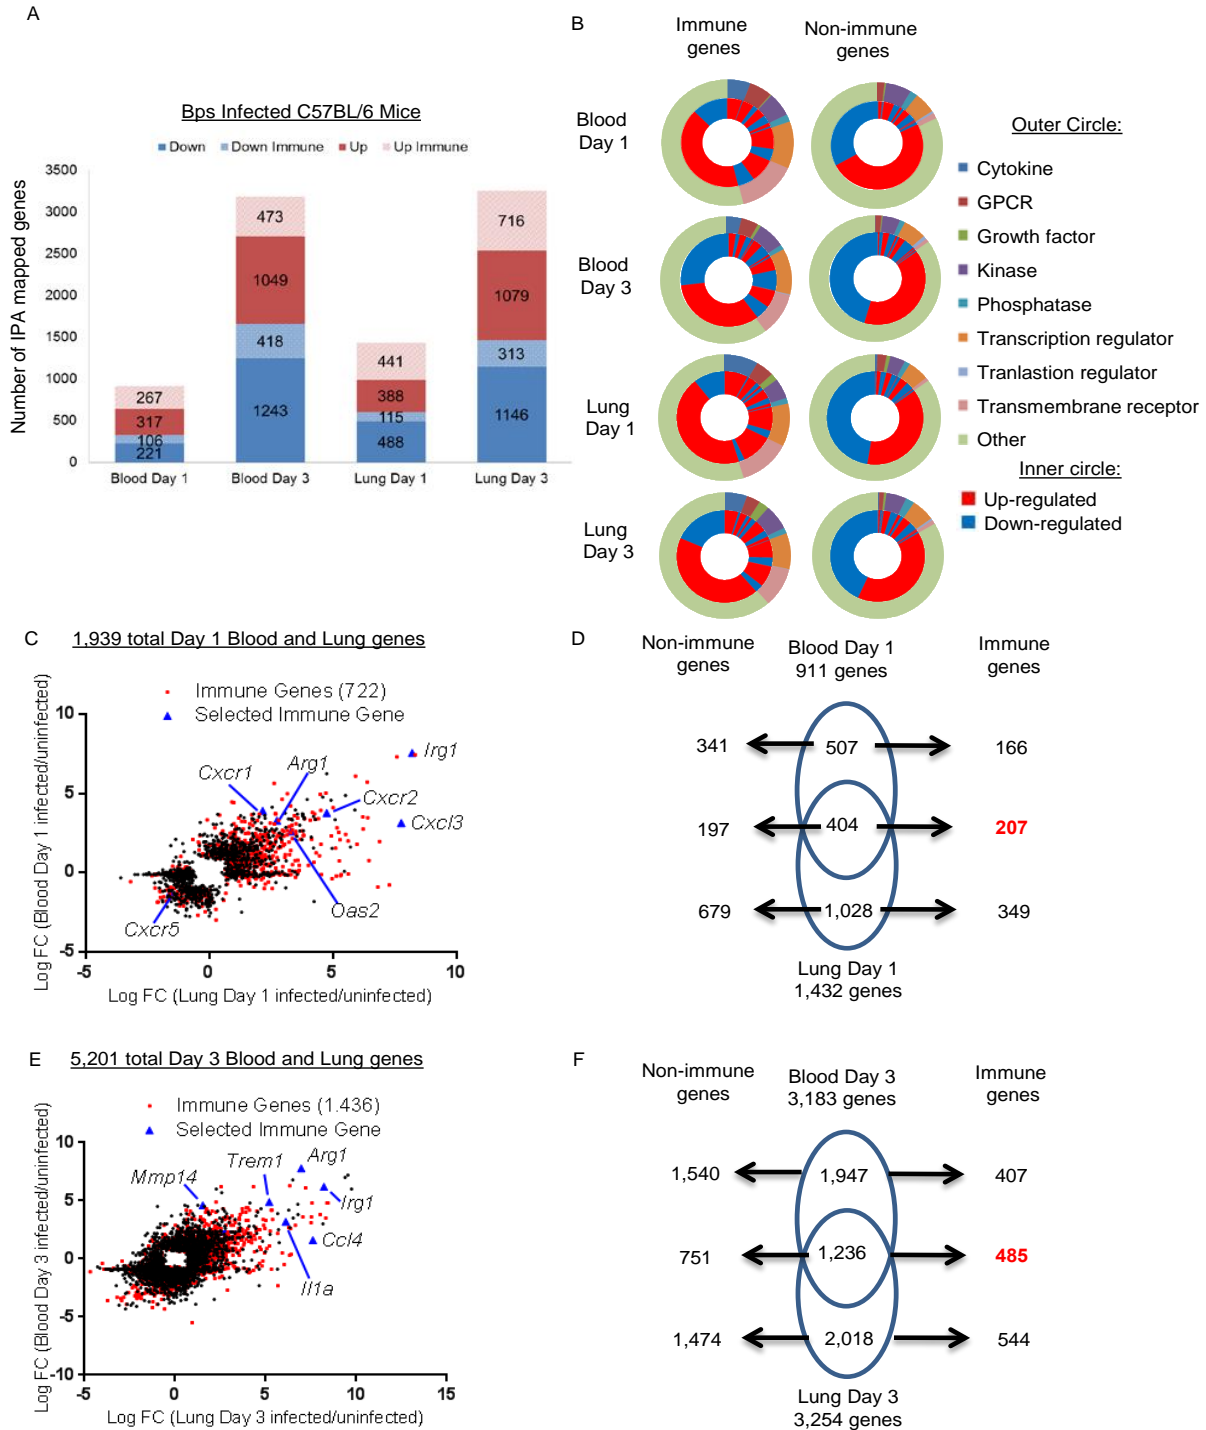 A
Bps Infected C57BL/6 Mice
Down Down Immune Up Up Immune
Number of IPA mapped genes
3500
3000
2500
2000
1500
1000
500
0
267
317
106
221
473
1049
418
1243
441
388
115
488
716
1079
313
1146
Blood Day 1 Blood Day 3 Lung Day 1 Lung Day 3
B
Immune
genes
Non-immune
genes
Blood
Day 1
Blood
Day 3
Lung
Day 1
Lung
Day 3
Outer Circle:
Cytokine
GPCR
Growth factor
Kinase
Phosphatase
Transcription regulator
Tranlastion regulator
Transmembrane receptor
Other
Inner circle:
Up-regulated
Down-regulated
C
1,939 total Day 1 Blood and Lung genes
Immune Genes (722)
Selected Immune Gene
Log FC (Blood Day 1 infected/uninfected)
10
5
0
-5
Irg1
Arg1
Cxcr1
Cxcr2
Cxcl3
Oas2
Cxcr5
-5 0 5 10
Log FC (Lung Day 1 infected/uninfected)
D
Non-immune
genes
Blood Day 1
911 genes
Immune
genes
341 507 166
197 404 207
679 1,028 349
Lung Day 1
1,432 genes
E
5,201 total Day 3 Blood and Lung genes
Immune Genes (1.436)
Selected Immune Gene
Log FC (Blood Day 3 infected/uninfected)
10
5
0
-5
-10
Mmp14
Trem1
Arg1
Irg1
Ccl4
Il1a
-5 0 5 10 15
Log FC (Lung Day 3 infected/uninfected)
F
Non-immune
genes
Blood Day 3
3,183 genes
Immune
genes
1,540 1,947 407
751 1,236 485
1,474 2,018 544
Lung Day 3
3,254 genes